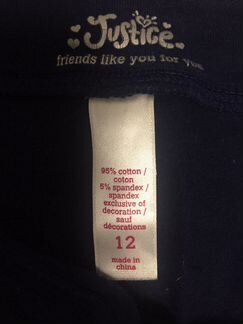 Justice
friends like you for you
95% cotton /
coton
5% spandex /
spandex
exclusive of
decoration /
sauf
décorations
12
made in
china